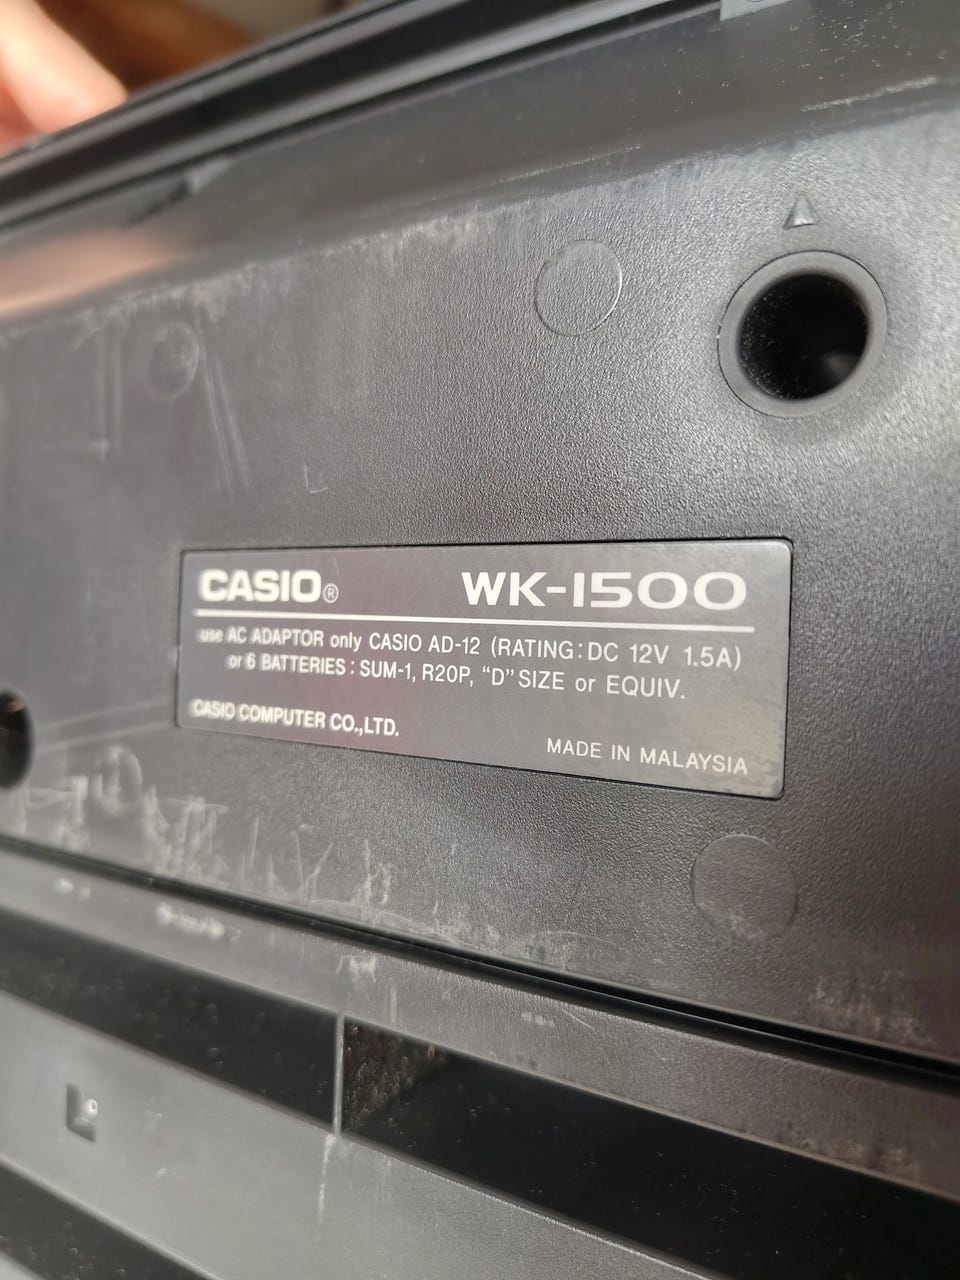 CASIO® WK-1500
use AC ADAPTOR only CASIO AD-12 (RATING: DC 12V 1.5A)
or 6 BATTERIES: SUM-1, R20P, "D" SIZE or EQUIV.
CASIO COMPUTER CO.,LTD.
MADE IN MALAYSIA